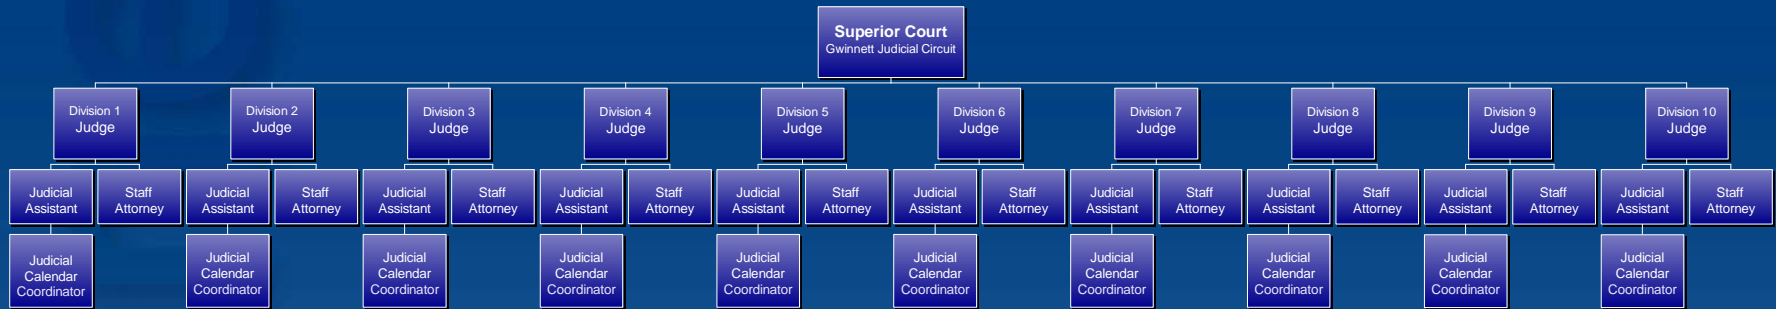 Superior Court
Gwinnett Judicial Circuit
Division 1
Judge
Division 2
Judge
Division 3
Judge
Division 4
Judge
Division 5
Judge
Division 6
Judge
Division 7
Judge
Division 8
Judge
Division 9
Judge
Division 10
Judge
Judicial
Assistant
Staff
Attorney
Judicial
Assistant
Staff
Attorney
Judicial
Assistant
Staff
Attorney
Judicial
Assistant
Staff
Attorney
Judicial
Assistant
Staff
Attorney
Judicial
Assistant
Staff
Attorney
Judicial
Assistant
Staff
Attorney
Judicial
Assistant
Staff
Attorney
Judicial
Assistant
Staff
Attorney
Judicial
Assistant
Staff
Attorney
Judicial
Calendar
Coordinator
Judicial
Calendar
Coordinator
Judicial
Calendar
Coordinator
Judicial
Calendar
Coordinator
Judicial
Calendar
Coordinator
Judicial
Calendar
Coordinator
Judicial
Calendar
Coordinator
Judicial
Calendar
Coordinator
Judicial
Calendar
Coordinator
Judicial
Calendar
Coordinator